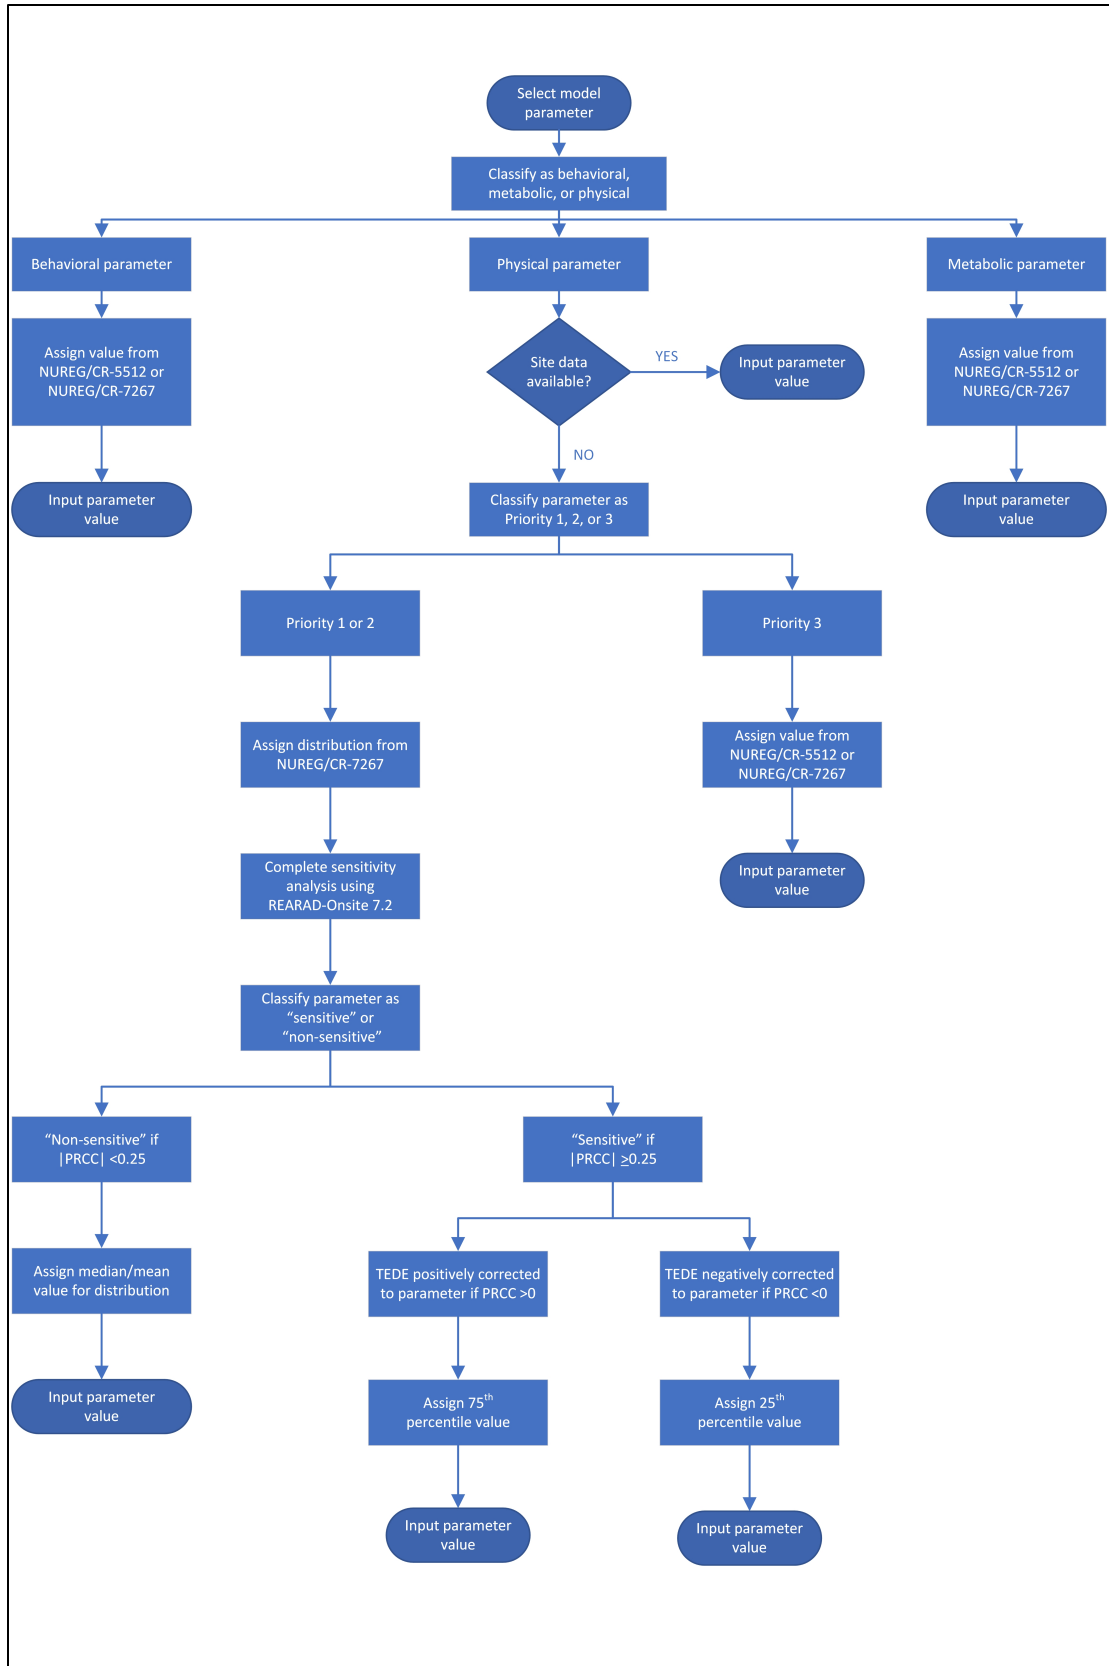 Select model
parameter
Classify as behavioral,
metabolic, or physical
Behavioral parameter
Physical parameter
Metabolic parameter
Assign value from
NUREG/CR-5512 or
NUREG/CR-7267
Site data
available?
YES
Input parameter
value
Assign value from
NUREG/CR-5512 or
NUREG/CR-7267
NO
Input parameter
value
Classify parameter as
Priority 1, 2, or 3
Input parameter
value
Priority 1 or 2
Priority 3
Assign distribution from
NUREG/CR-7267
Assign value from
NUREG/CR-5512 or
NUREG/CR-7267
Complete sensitivity
analysis using
REARAD-Onsite 7.2
Input parameter
value
Classify parameter as
“sensitive” or
“non-sensitive”
“Non-sensitive” if
|PRCC| <0.25
“Sensitive” if
|PRCC| ≥0.25
Assign median/mean
value for distribution
TEDE positively corrected
to parameter if PRCC >0
TEDE negatively corrected
to parameter if PRCC <0
Input parameter
value
Assign 75th
percentile value
Assign 25th
percentile value
Input parameter
value
Input parameter
value